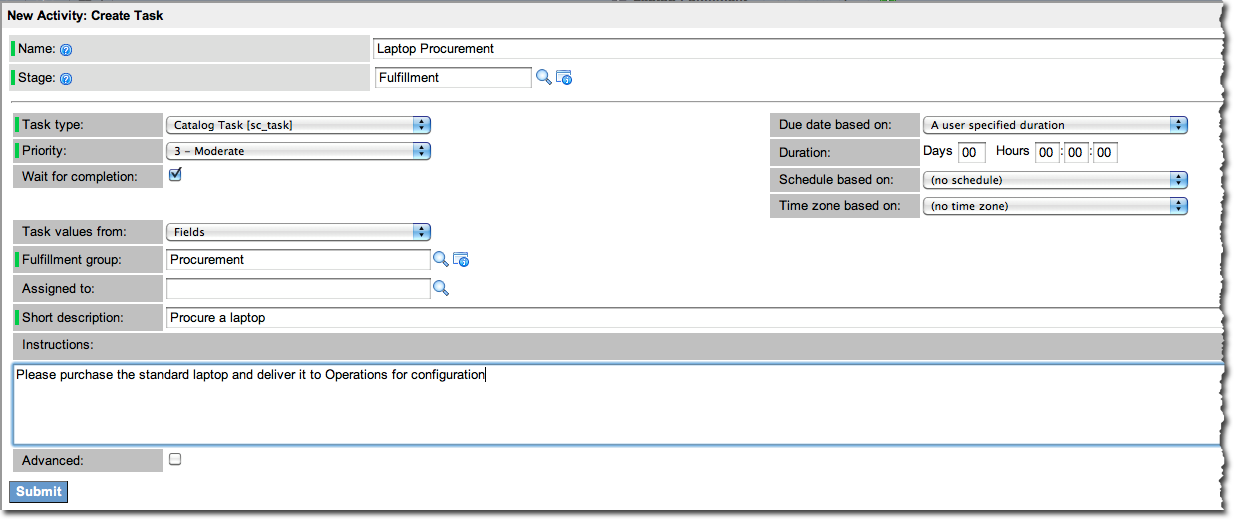 New Activity: Create Task
Name: Laptop Procurement
Stage: Fulfillment
Task type: Catalog Task [sc_task] Due date based on: A user specified duration
Priority: 3 - Moderate Duration: Days 00 Hours 00 : 00 : 00
Wait for completion: Schedule based on: (no schedule)
Time zone based on: (no time zone)
Task values from: Fields
Fulfillment group: Procurement
Assigned to:
Short description: Procure a laptop
Instructions:
Please purchase the standard laptop and deliver it to Operations for configuration
Advanced:
Submit